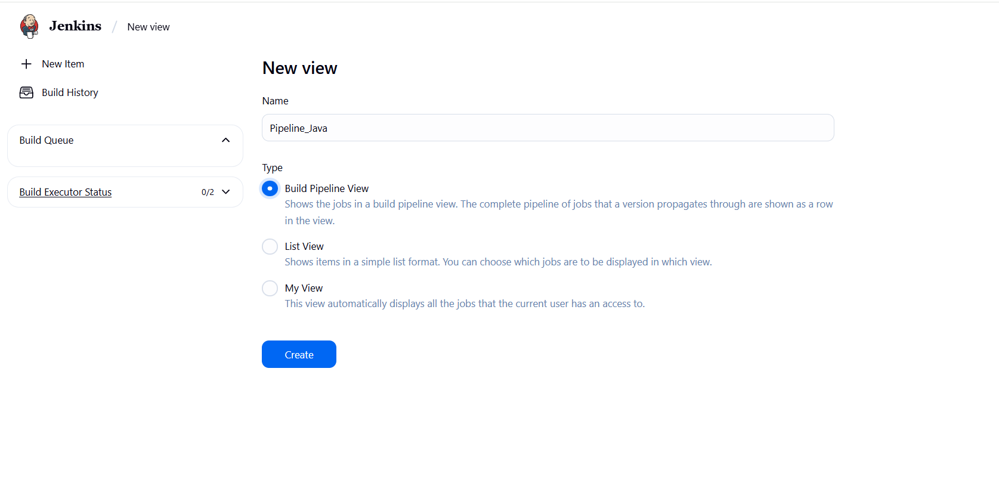 Jenkins / New view
New Item
Build History
Build Queue
Build Executor Status 0/2
New view
Name
Pipeline_Java
Type
Build Pipeline View
Shows the jobs in a build pipeline view. The complete pipeline of jobs that a version propagates through are shown as a row
in the view.
List View
Shows items in a simple list format. You can choose which jobs are to be displayed in which view.
My View
This view automatically displays all the jobs that the current user has an access to.
Create